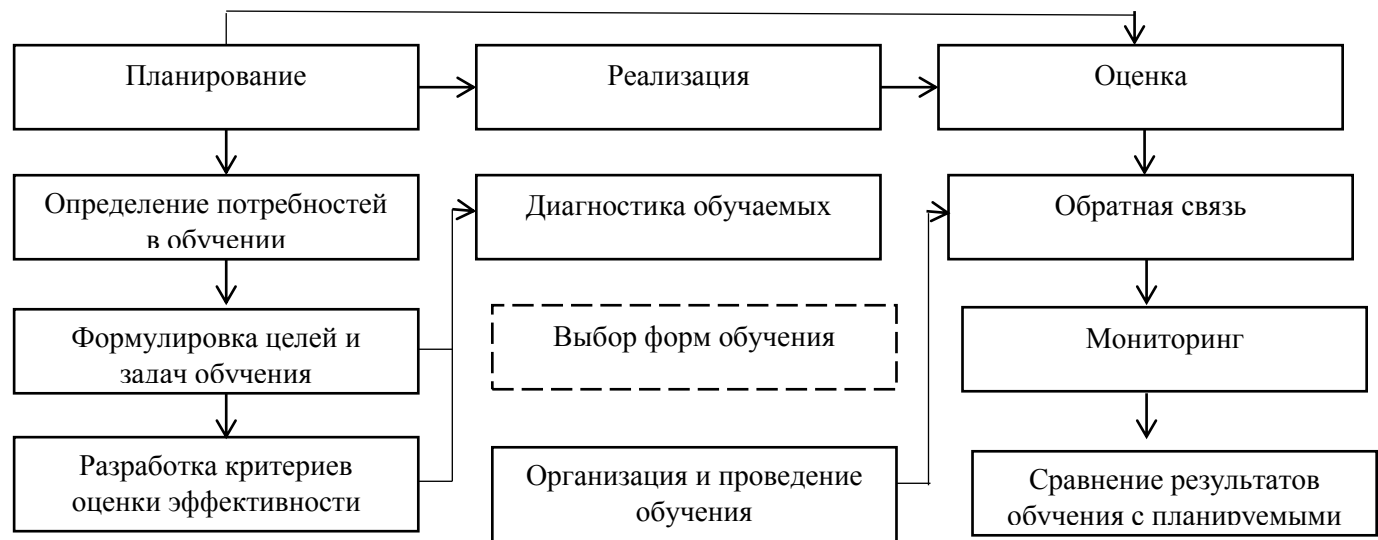 Планирование
Реализация
Оценка
Определение потребностей
в обучении
Диагностика обучаемых
Обратная связь
Формулировка целей и
задач обучения
Выбор форм обучения
Мониторинг
Разработка критериев
оценки эффективности
Организация и проведение
обучения
Сравнение результатов
обучения с планируемыми